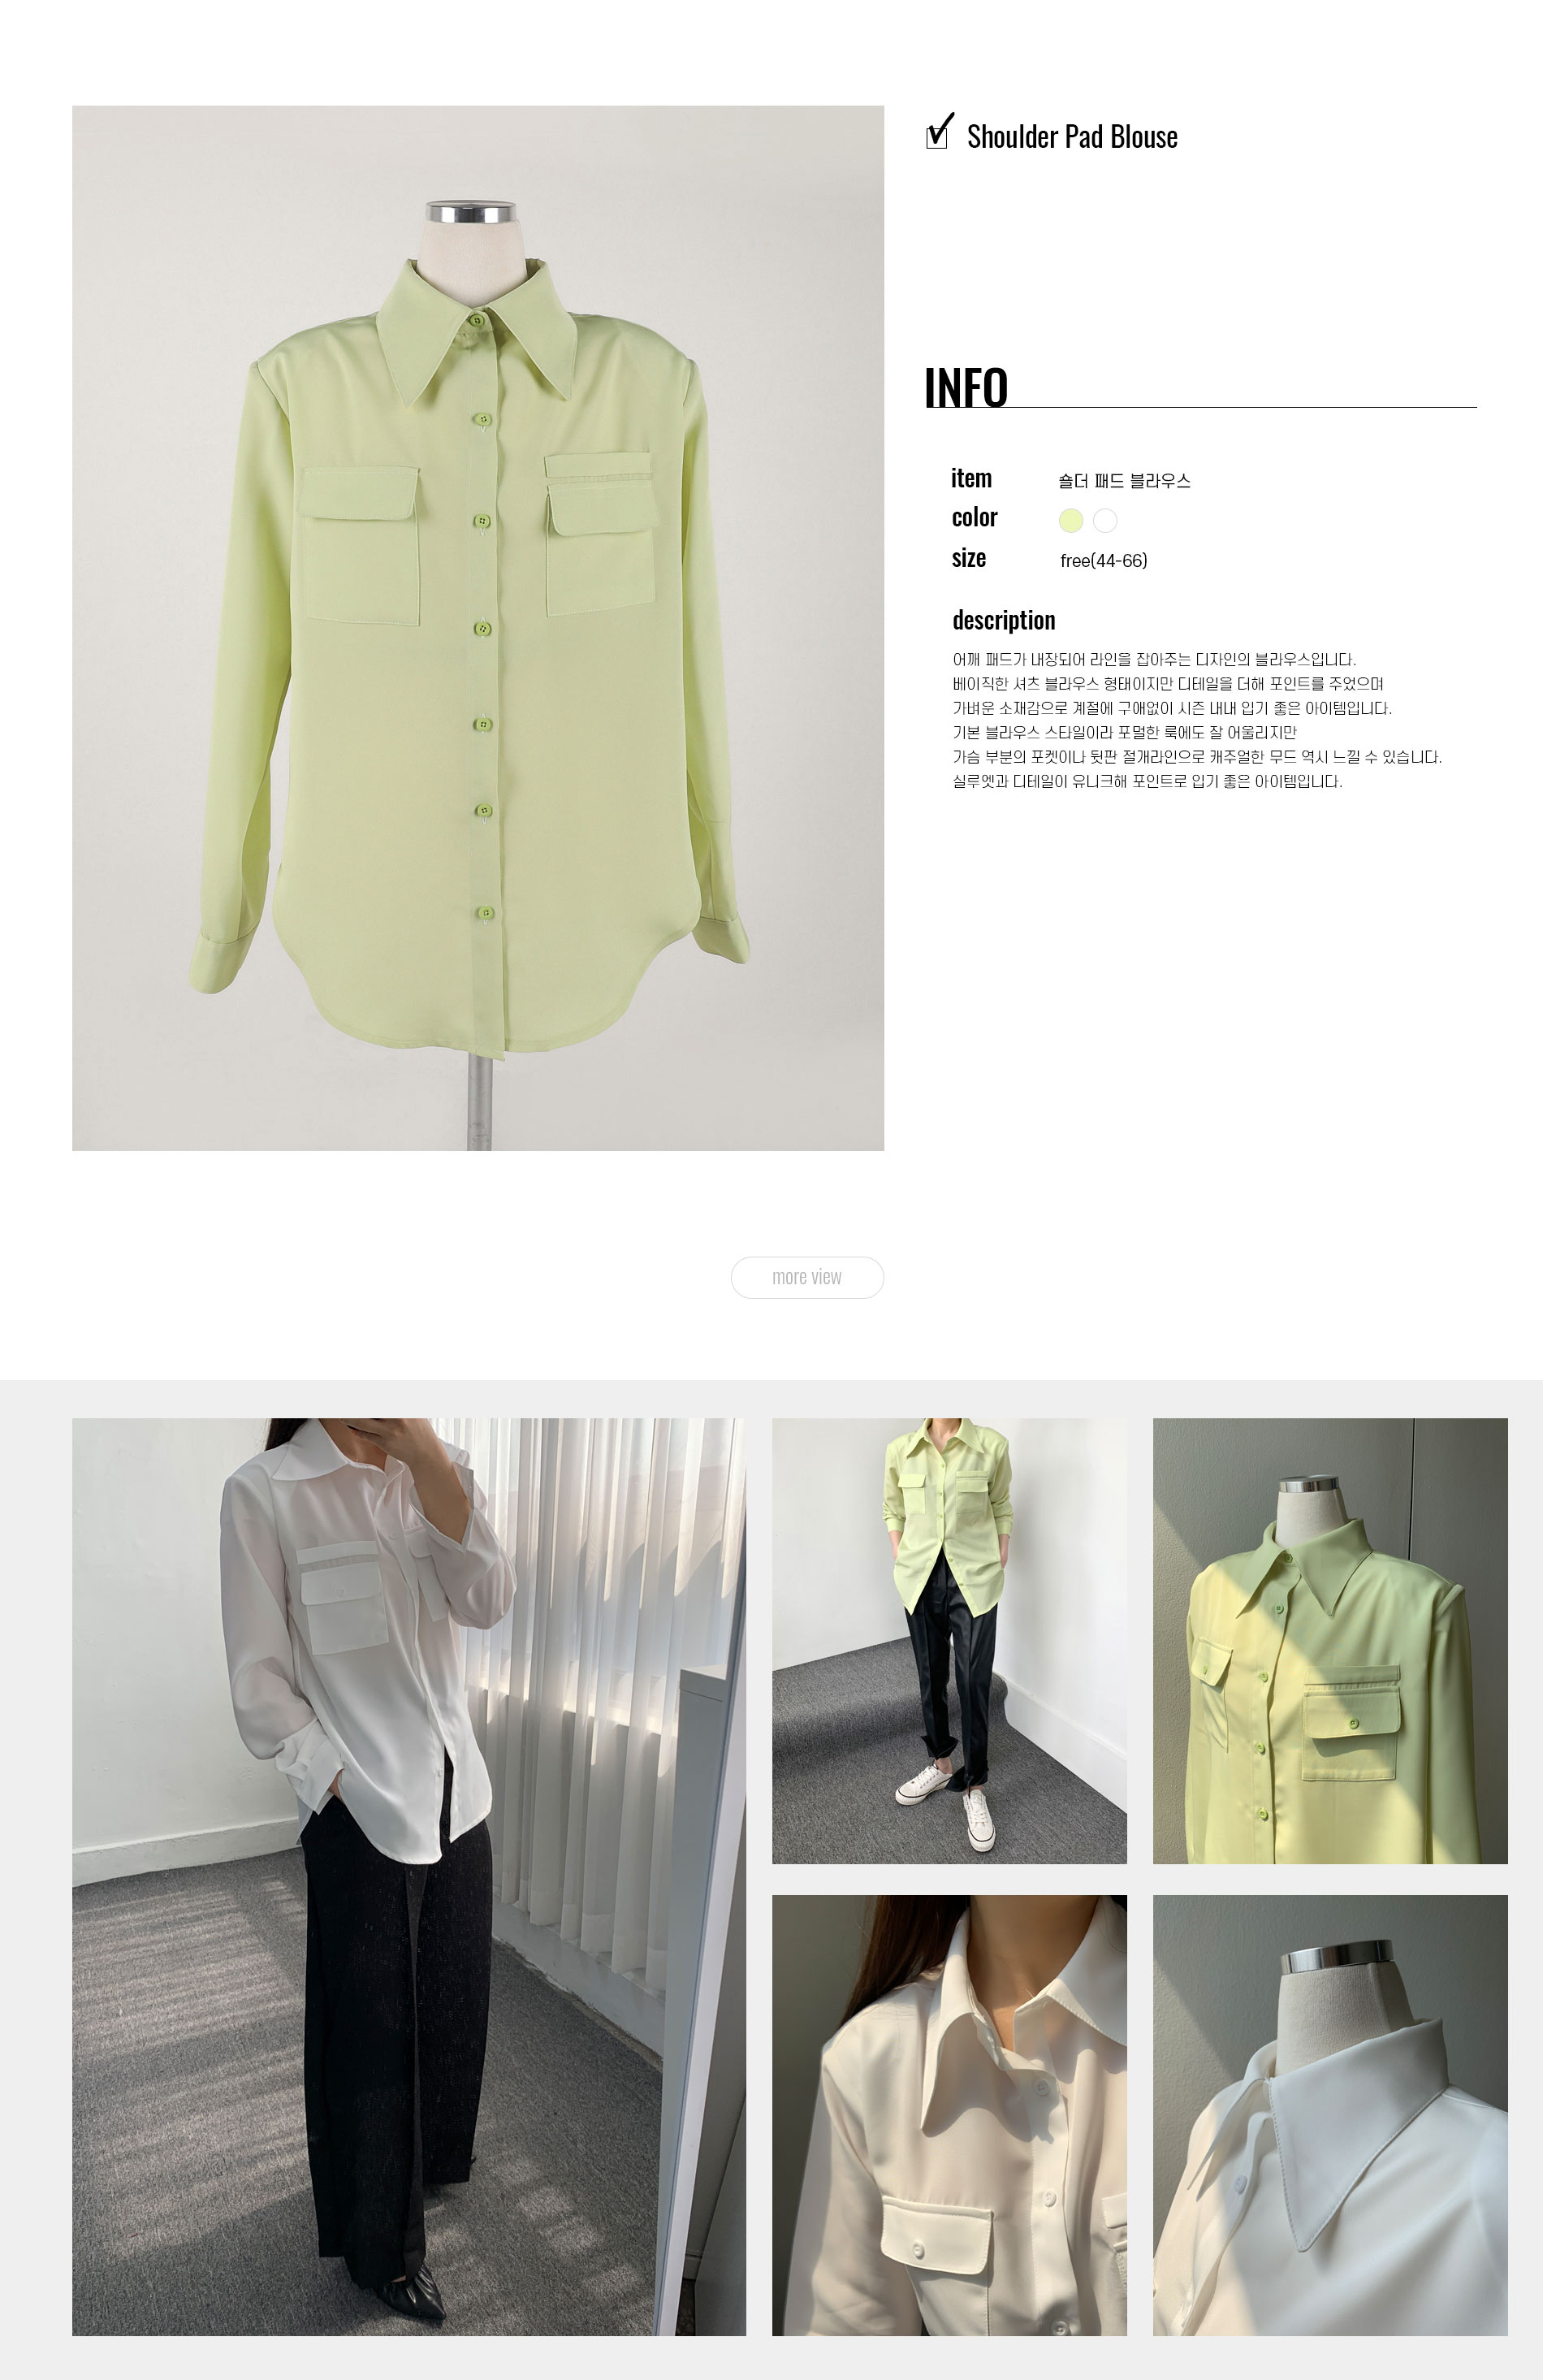 Shoulder Pad Blouse
INFO
item 숄더 패드 블라우스
color
size free(44-66)
description
어깨 패드가 내장되어 라인을 잡아주는 디자인의 블라우스입니다.
베이직한 셔츠 블라우스 형태이지만 디테일을 더해 포인트를 주었으며
가벼운 소재감으로 계절에 구애없이 시즌 내내 입기 좋은 아이템입니다.
기본 블라우스 스타일이라 포멀한 룩에도 잘 어울리지만
가슴 부분의 포켓이나 뒷판 절개라인으로 캐주얼한 무드 역시 느낄 수 있습니다.
실루엣과 디테일이 유니크해 포인트로 입기 좋은 아이템입니다.
more view